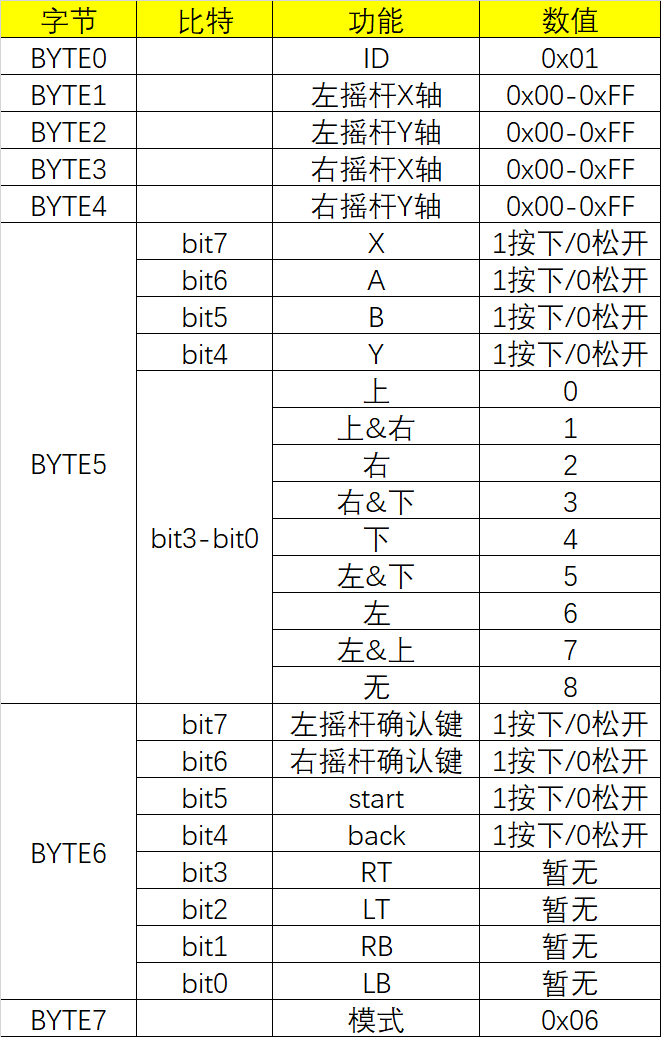 字节 比特 功能 数值
BYTE0 ID 0x01
BYTE1 左摇杆X轴 0x00-0xFF
BYTE2 左摇杆Y轴 0x00-0xFF
BYTE3 右摇杆X轴 0x00-0xFF
BYTE4 右摇杆Y轴 0x00-0xFF
BYTE5 bit7 X 1按下/0松开
bit6 A 1按下/0松开
bit5 B 1按下/0松开
bit4 Y 1按下/0松开
bit3-bit0 上 0
上&右 1
右 2
右&下 3
下 4
左&下 5
左 6
左&上 7
无 8
BYTE6 bit7 左摇杆确认键 1按下/0松开
bit6 右摇杆确认键 1按下/0松开
bit5 start 1按下/0松开
bit4 back 1按下/0松开
bit3 RT 暂无
bit2 LT 暂无
bit1 RB 暂无
bit0 LB 暂无
BYTE7 模式 0x06